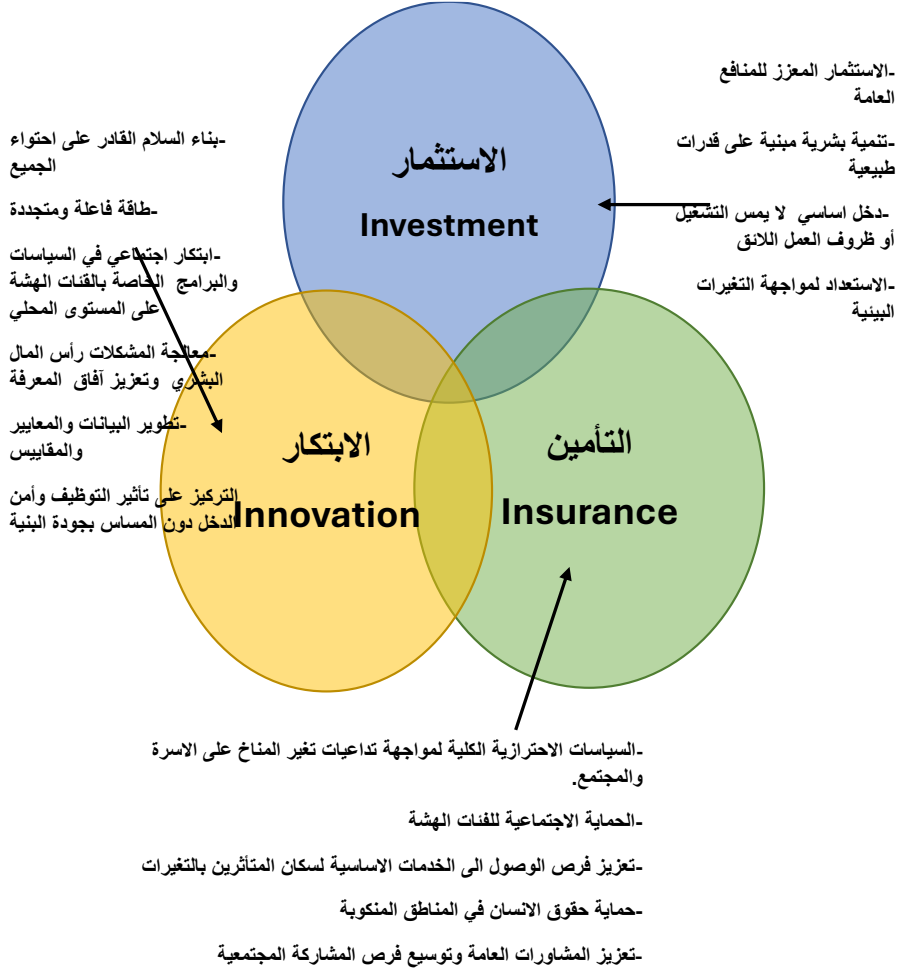 الاستثمار
Investment
-الاستثمار المعزز للمنافع
العامة
-تنمية بشرية مبنية على قدرات
طبيعية
-دخل اساسي لا يمس التشغيل
أو ظروف العمل اللائق
-الاستعداد لمواجهة التغيرات
البيئية
-بناء السلام القادر على احتواء
الجميع
-طاقة فاعلة ومتجددة
-ابتكار اجتماعي في السياسات
والبرامج الخاصة بالفئات الهشة
على المستوى المحلي
-معالجة المشكلات رأس المال
البشري وتعزيز آفاق المعرفة
-تطوير البيانات والمعايير
والمقاييس
التركيز على تأثير التوظيف وأمن
الدخل دون المساس بجودة البنية
الابتكار
Innovation
التأمين
Insurance
-السياسات الاحترازية الكلية لمواجهة تداعيات تغير المناخ على الاسرة
والمجتمع.
-الحماية الاجتماعية للفئات الهشة
-تعزيز فرص الوصول الى الخدمات الاساسية لسكان المتأثرين بالتغيرات
-حماية حقوق الانسان في المناطق المنكوبة
-تعزيز المشاورات العامة وتوسيع فرص المشاركة المجتمعية